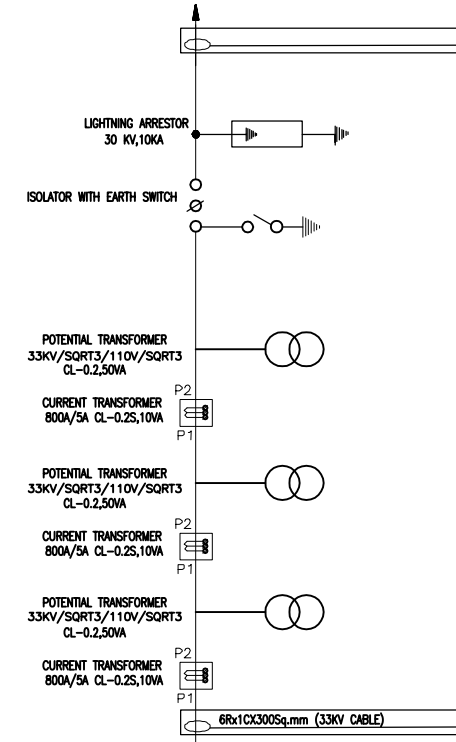 LIGHTNING ARRESTOR
30 KV,10KA
ISOLATOR WITH EARTH SWITCH
POTENTIAL TRANSFORMER
33KV/SQRT3/110V/SQRT3
CL-0.2,50VA
P2
CURRENT TRANSFORMER
800A/5A CL-0.2S,10VA
P1
POTENTIAL TRANSFORMER
33KV/SQRT3/110V/SQRT3
CL-0.2,50VA
P2
CURRENT TRANSFORMER
800A/5A CL-0.2S,10VA
P1
POTENTIAL TRANSFORMER
33KV/SQRT3/110V/SQRT3
CL-0.2,50VA
P2
CURRENT TRANSFORMER
800A/5A CL-0.2S,10VA
P1
6Rx1CX300Sq.mm (33KV CABLE)